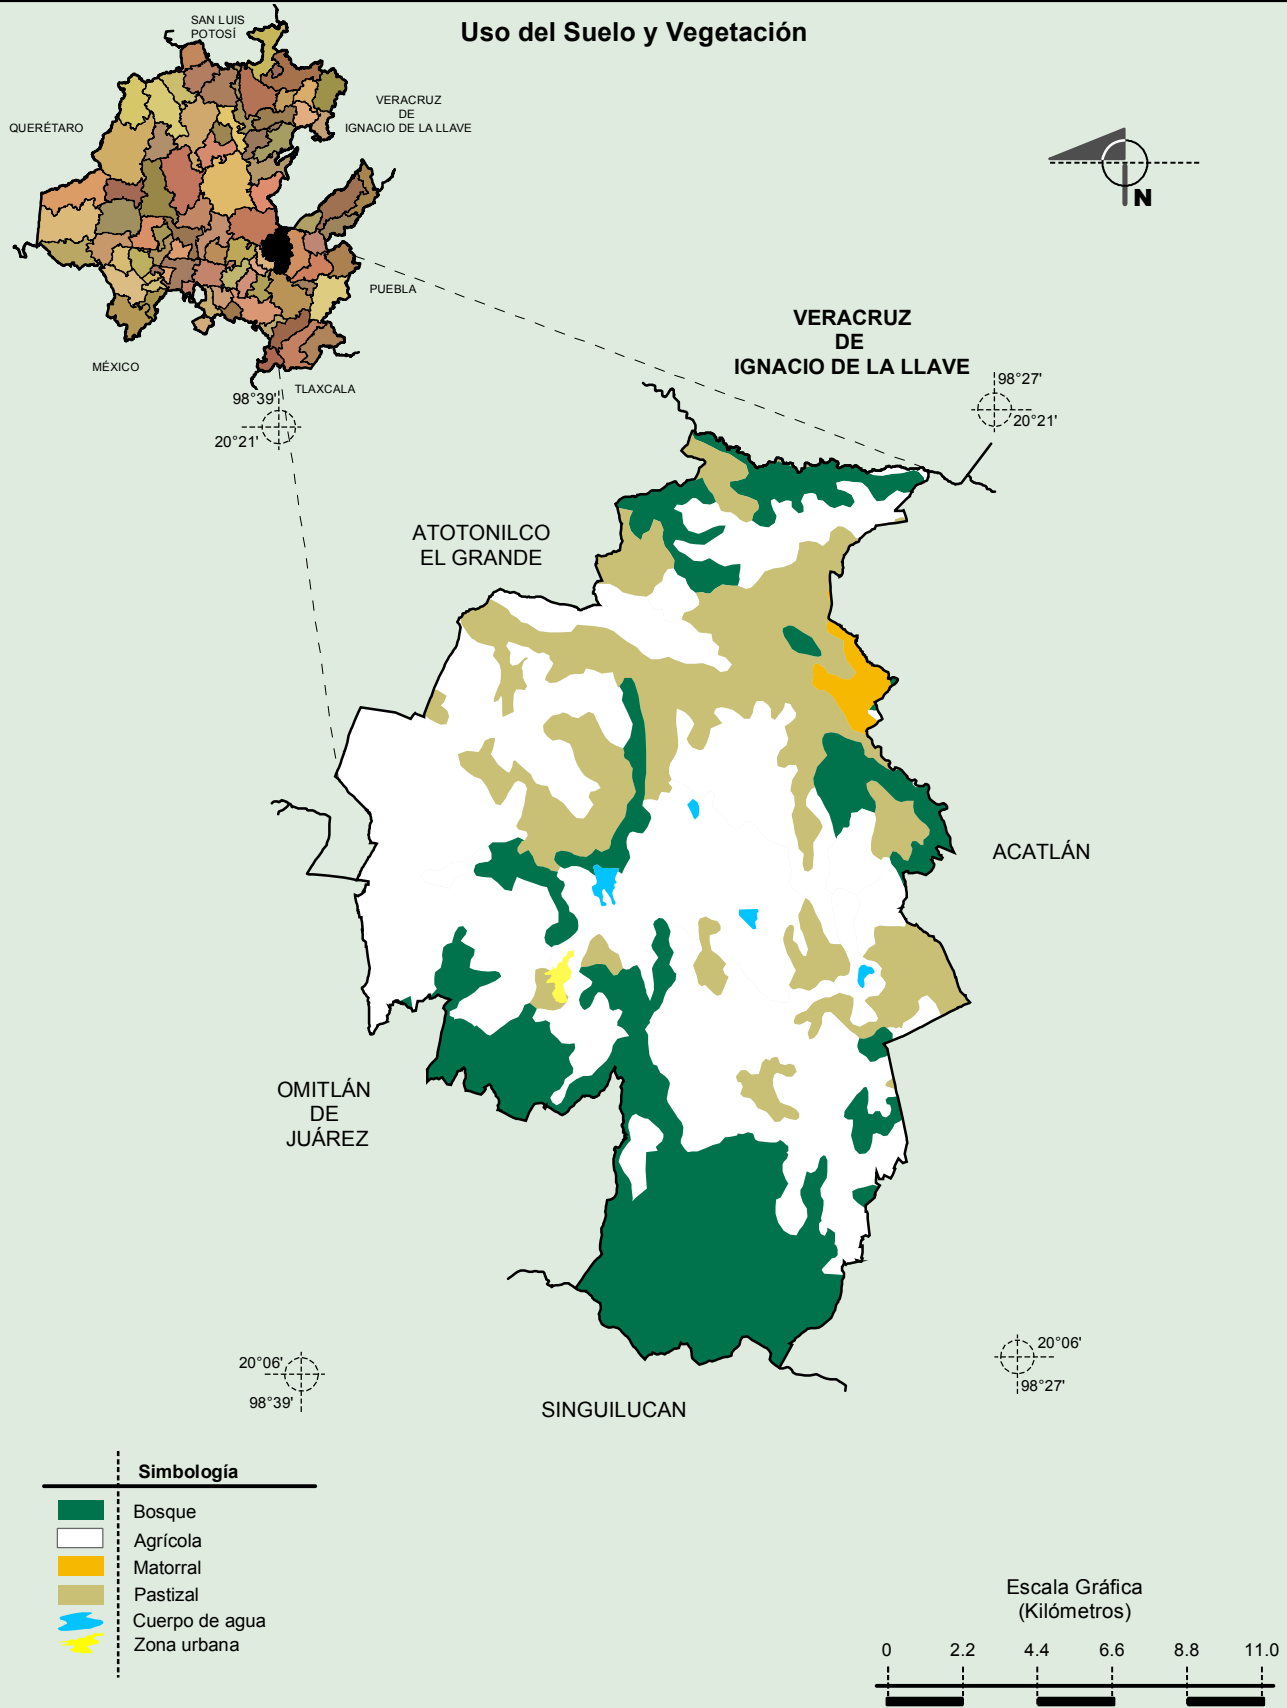 Uso del Suelo y Vegetación
SAN LUIS
POTOSÍ
VERACRUZ
DE
IGNACIO DE LA LLAVE
QUERÉTARO
PUEBLA
MÉXICO
TLAXCALA
N
VERACRUZ
DE
IGNACIO DE LA LLAVE
98°39'
20°21'
98°27'
20°21'
ATOTONILCO
EL GRANDE
ACATLÁN
OMITLÁN
DE
JUÁREZ
SINGUILUCAN
20°06'
98°39'
20°06'
98°27'
Simbología
Bosque
Agrícola
Matorral
Pastizal
Cuerpo de agua
Zona urbana
Escala Gráfica
(Kilómetros)
0 2.2 4.4 6.6 8.8 11.0